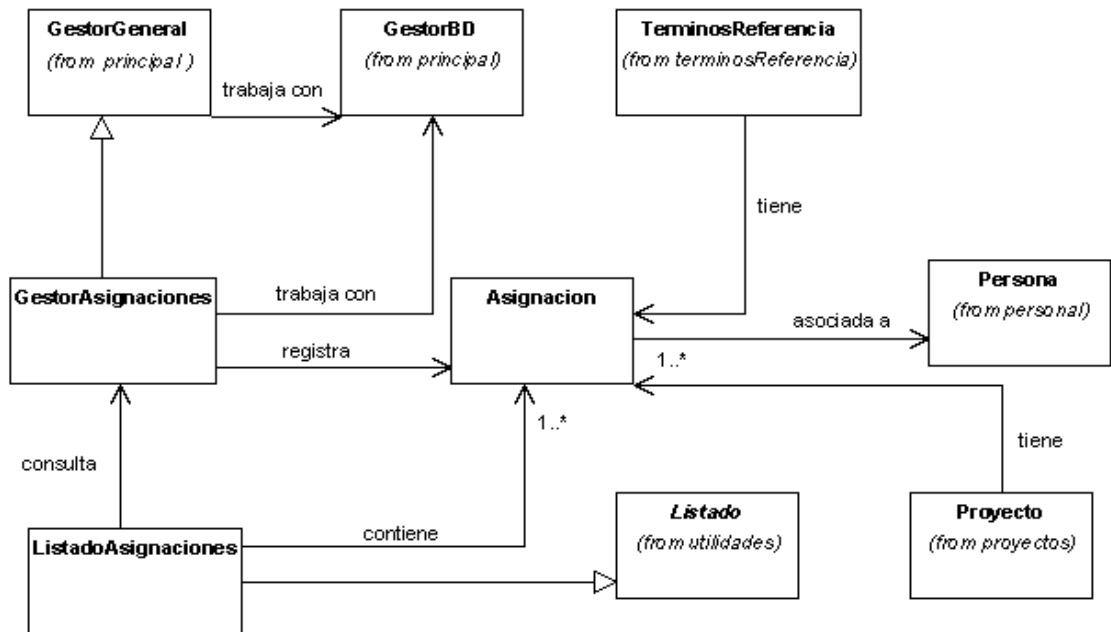 GestorGeneral
(from principal )
GestorBD
(from principal)
TerminosReferencia
(from terminosReferencia)
trabaja con
tiene
GestorAsignaciones
trabaja con
registra
Asignacion
asociada a
1..*
Persona
(from personal)
1..*
consulta
tiene
ListadoAsignaciones
contiene
Listado
(from utilidades)
Proyecto
(from proyectos)